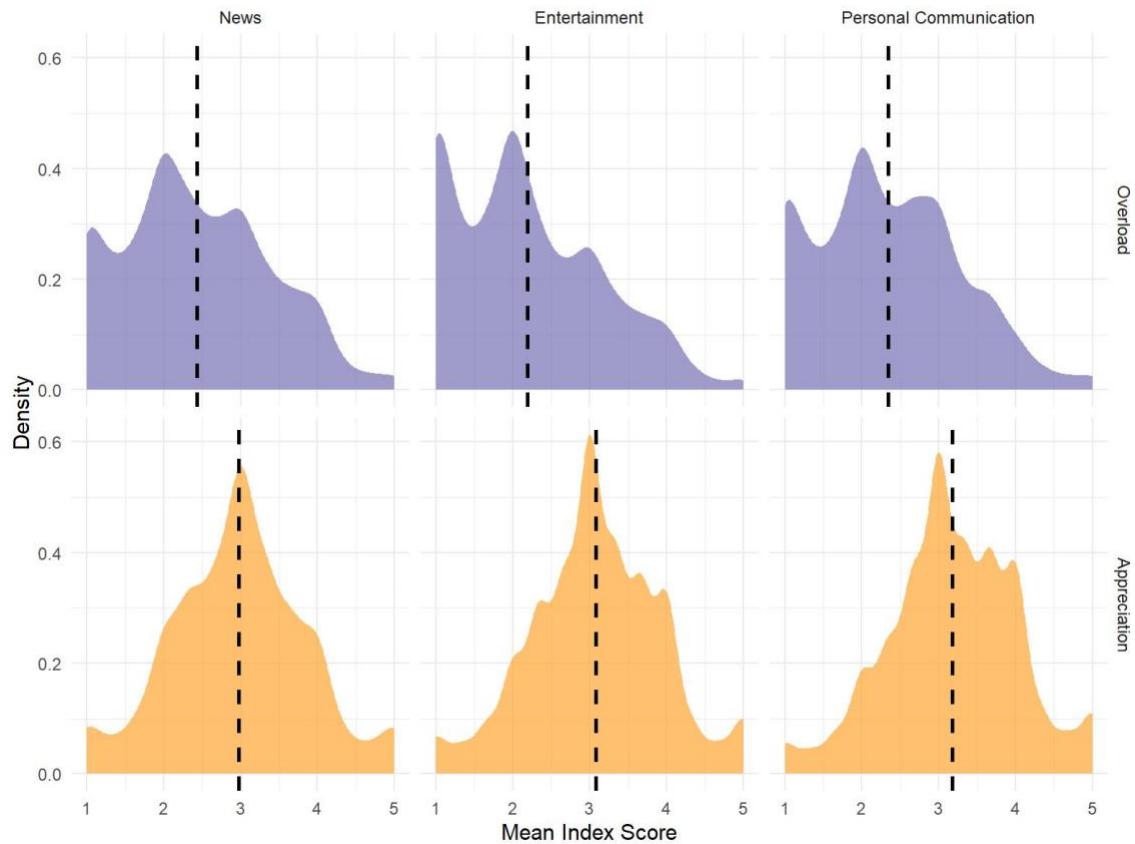 News
Entertainment
Personal Communication
0.6
0.4
0.2
0.0
Overload
Density
0.6
0.4
0.2
0.0
Appreciation
1 2 3 4 5
1 2 3 4 5
1 2 3 4 5
Mean Index Score